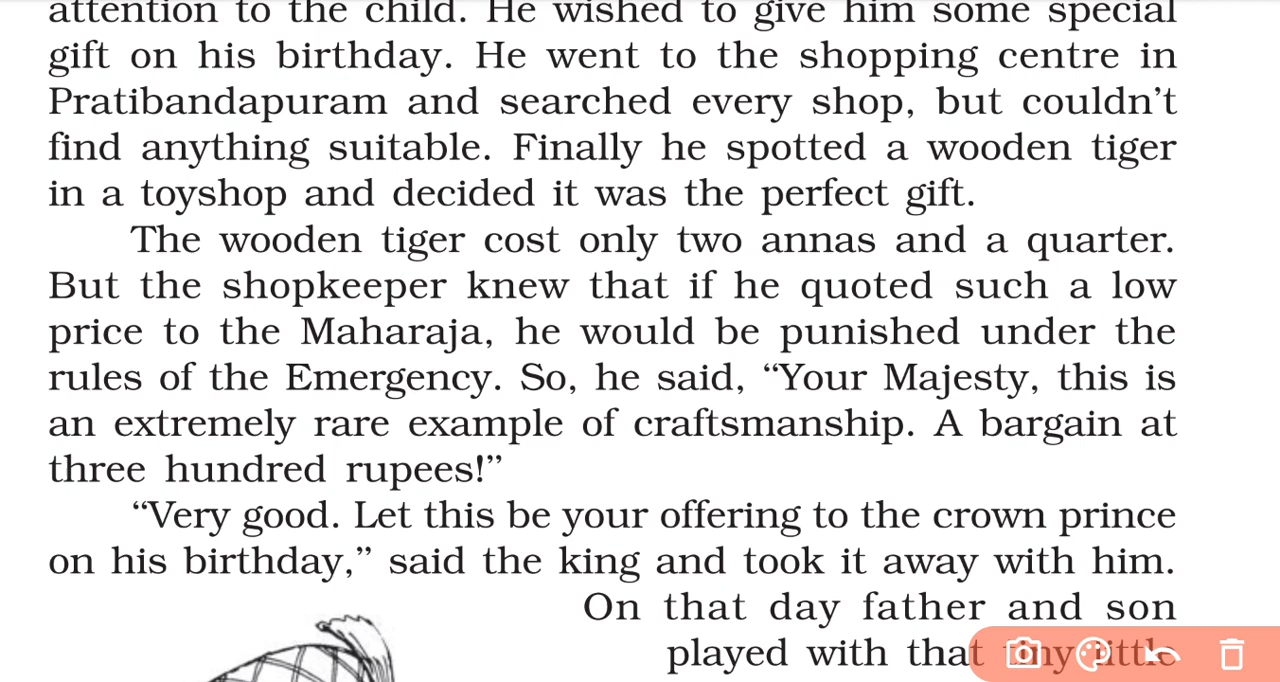 attention to the child. He wished to give him some special
gift on his birthday. He went to the shopping centre in
Pratibandapuram and searched every shop, but couldn’t
find anything suitable. Finally he spotted a wooden tiger
in a toyshop and decided it was the perfect gift.
The wooden tiger cost only two annas and a quarter.
But the shopkeeper knew that if he quoted such a low
price to the Maharaja, he would be punished under the
rules of the Emergency. So, he said, “Your Majesty, this is
an extremely rare example of craftsmanship. A bargain at
three hundred rupees!”
“Very good. Let this be your offering to the crown prince
on his birthday,” said the king and took it away with him.
On that day father and son
played with that tiny little